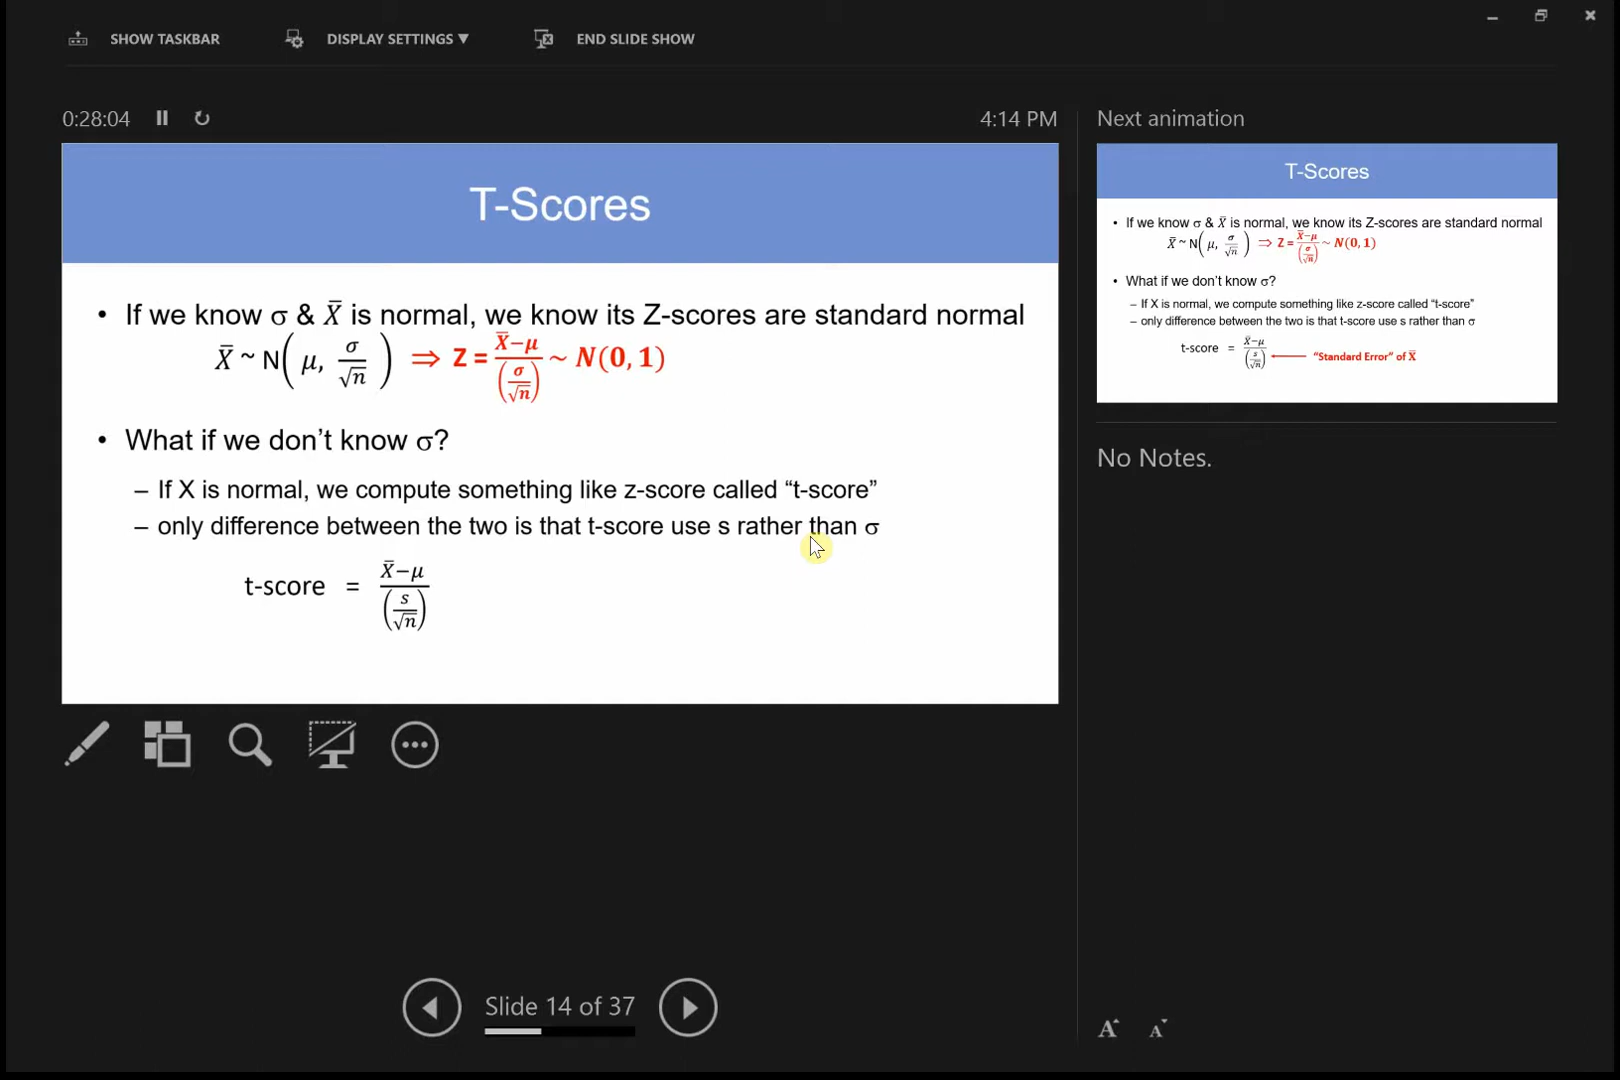 SHOW TASKBAR DISPLAY SETTINGS ▼ END SLIDE SHOW
0:28:04 4:14 PM
T-Scores
• If we know σ & X̄ is normal, we know its Z-scores are standard normal
X̄ ~ N(μ, σ/√n) ⇒ Z = (X̄−μ)/(σ/√n) ~ N(0, 1)
• What if we don’t know σ?
– If X is normal, we compute something like z-score called “t-score”
– only difference between the two is that t-score use s rather than σ
t-score = (X̄−μ)/(s/√n)
Slide 14 of 37
Next animation
T-Scores
• If we know σ & X̄ is normal, we know its Z-scores are standard normal
X̄ ~ N(μ, σ/√n) ⇒ Z = (X̄−μ)/(σ/√n) ~ N(0, 1)
• What if we don’t know σ?
– If X is normal, we compute something like z-score called “t-score”
– only difference between the two is that t-score use s rather than σ
t-score = (X̄−μ)/(s/√n) “Standard Error” of X̄
No Notes.
A A